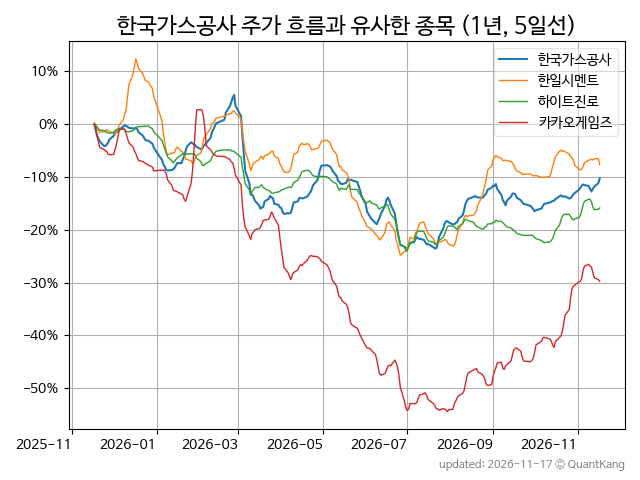 한국가스공사 주가 흐름과 유사한 종목 (1년, 5일선)
한국가스공사
한일시멘트
하이트진로
카카오게임즈
10%
0%
−10%
−20%
−30%
−40%
−50%
2025-11 2026-01 2026-03 2026-05 2026-07 2026-09 2026-11
updated: 2026-11-17 © QuantKang